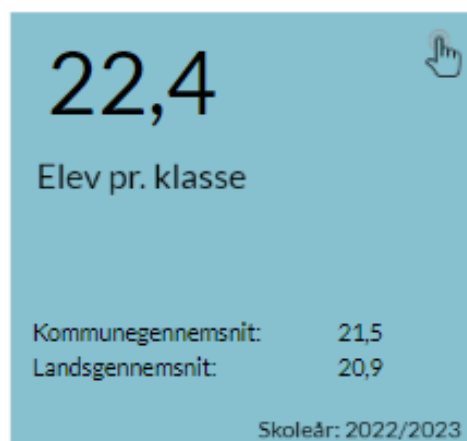 22,4
Elev pr. klasse
Kommunegennemsnit: 21,5
Landsgennemsnit: 20,9
Skoleår: 2022/2023